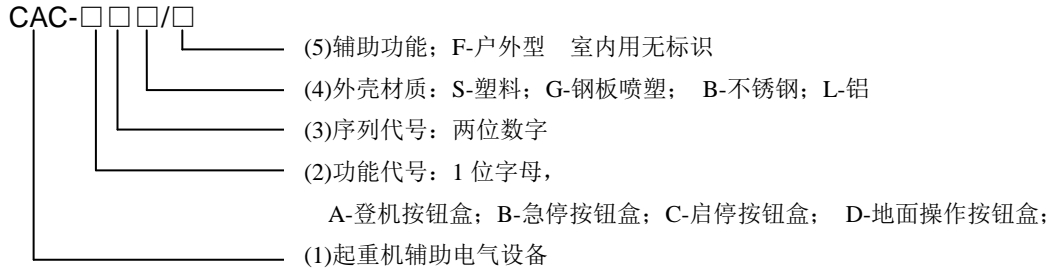 CAC-□□□/□
(5)辅助功能；F-户外型 室内用无标识
(4)外壳材质：S-塑料；G-钢板喷塑； B-不锈钢；L-铝
(3)序列代号：两位数字
(2)功能代号：1 位字母，
A-登机按钮盒；B-急停按钮盒；C-启停按钮盒； D-地面操作按钮盒；
(1)起重机辅助电气设备